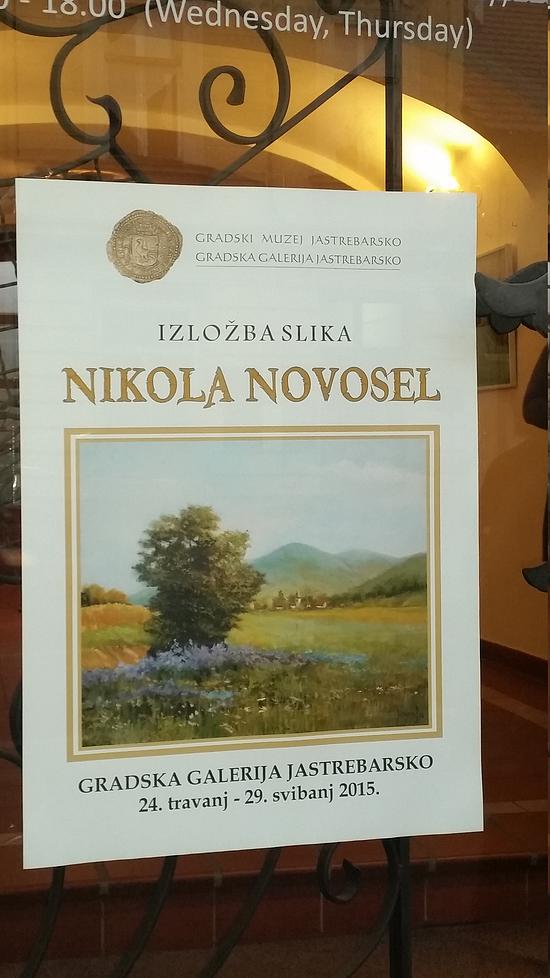 - 18.00 (Wednesday, Thursday)
GRADSKI MUZEJ JASTREBARSKO
GRADSKA GALERIJA JASTREBARSKO
IZLOŽBA SLIKA
NIKOLA NOVOSEL
GRADSKA GALERIJA JASTREBARSKO
24. travanj - 29. svibanj 2015.